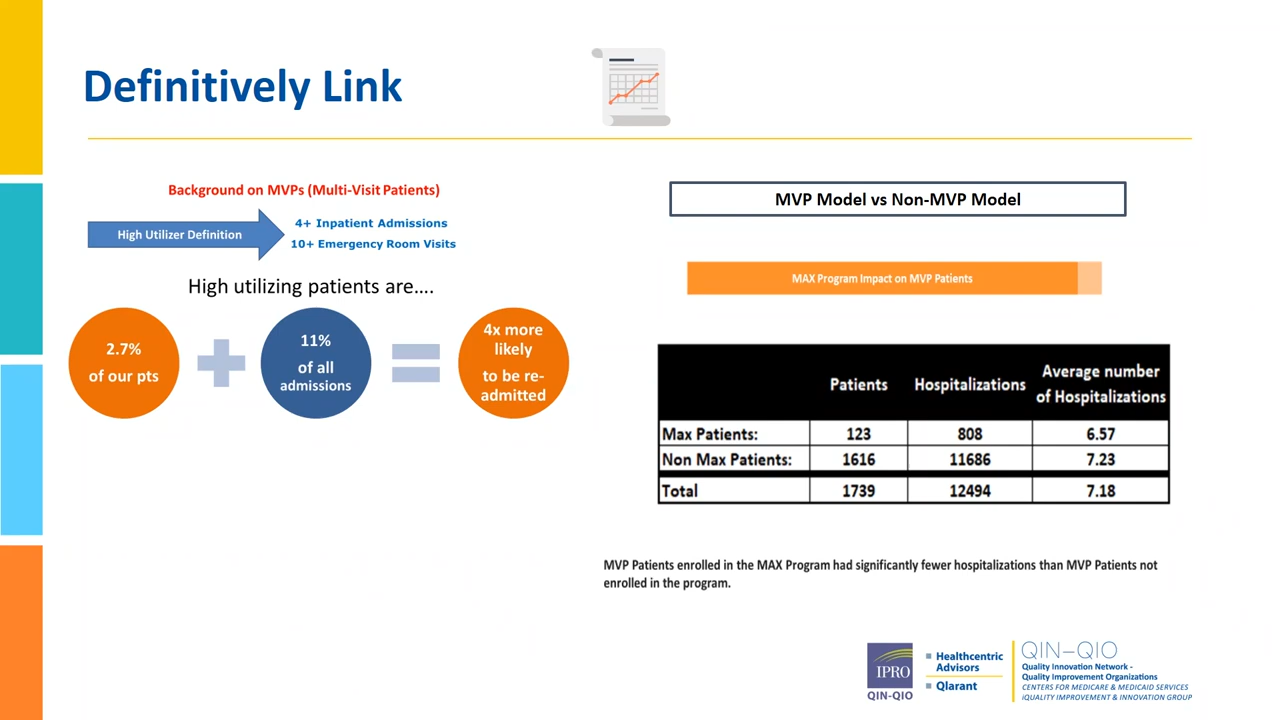 Definitively Link
Background on MVPs (Multi-Visit Patients)
High Utilizer Definition
4+ Inpatient Admissions
10+ Emergency Room Visits
High utilizing patients are....
2.7%
of our pts
11%
of all
admissions
4x more
likely
to be re-
admitted
MVP Model vs Non-MVP Model
MAX Program Impact on MVP Patients
Patients Hospitalizations Average number
of Hospitalizations
Max Patients: 123 808 6.57
Non Max Patients: 1616 11686 7.23
Total 1739 12494 7.18
MVP Patients enrolled in the MAX Program had significantly fewer hospitalizations than MVP Patients not
enrolled in the program.
IPRO
QIN-QIO
Healthcentric
Advisors
Qlarant
QIN–QIO
Quality Innovation Network -
Quality Improvement Organizations
CENTERS FOR MEDICARE & MEDICAID SERVICES
iQUALITY IMPROVEMENT & INNOVATION GROUP